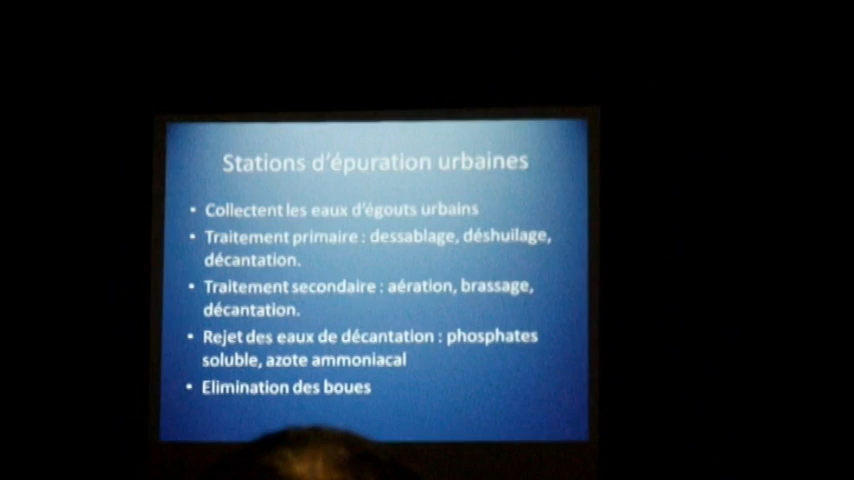 Stations d'épuration urbaines
• Collectent les eaux d'égouts urbains
• Traitement primaire : dessablage, déshuilage,
décantation.
• Traitement secondaire : aération, brassage,
décantation.
• Rejet des eaux de décantation : phosphates
soluble, azote ammoniacal
• Elimination des boues